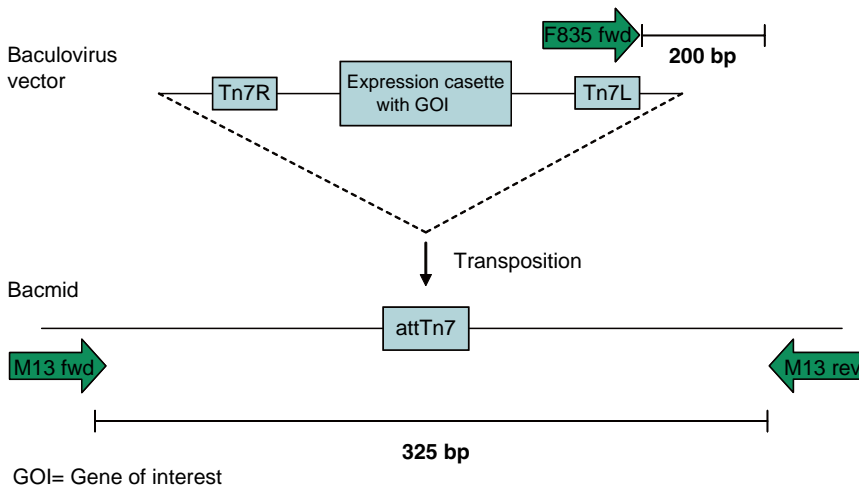 F835 fwd
200 bp
Baculovirus
vector
Tn7R
Expression casette
with GOI
Tn7L
Transposition
Bacmid
attTn7
M13 fwd
M13 rev
325 bp
GOI= Gene of interest